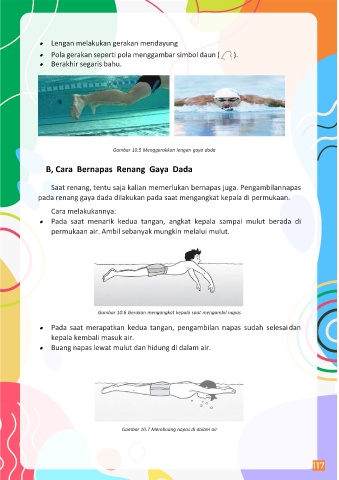 • Lengan melakukan gerakan mendayung
• Pola gerakan seperti pola menggambar simbol daun ( ).
• Berakhir segaris bahu.
Gambar 10.5 Menggerakkan lengan gaya dada
B, Cara Bernapas Renang Gaya Dada
Saat renang, tentu saja kalian memerlukan bernapas juga. Pengambilannapas
pada renang gaya dada dilakukan pada saat mengangkat kepala di permukaan.
Cara melakukannya:
• Pada saat menarik kedua tangan, angkat kepala sampai mulut berada di
permukaan air. Ambil sebanyak mungkin melalui mulut.
Gambar 10.6 Gerakan mengangkat kepala saat mengambil napas
• Pada saat merapatkan kedua tangan, pengambilan napas sudah selesaidan
kepala kembali masuk air.
• Buang napas lewat mulut dan hidung di dalam air.
Gambar 10.7 Membuang napas di dalam air
117